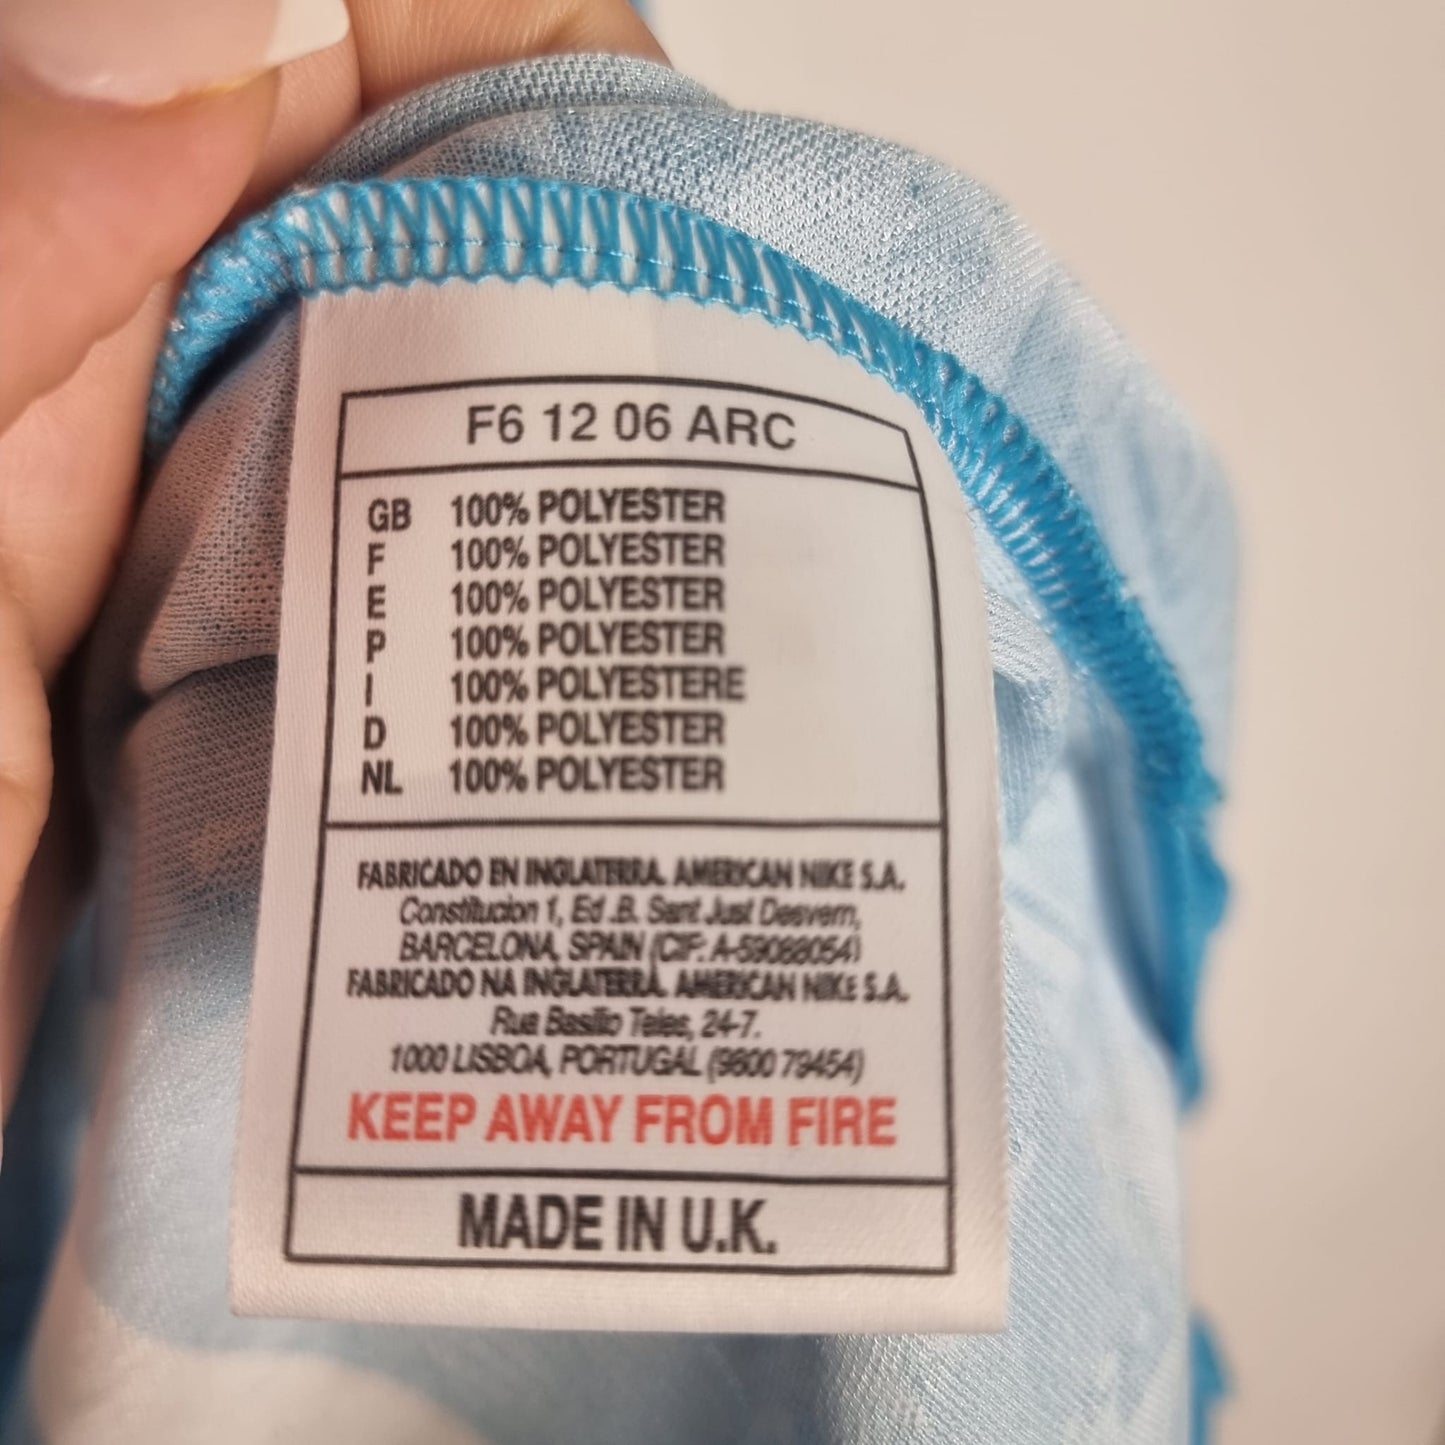 F6 12 06 ARC
GB 100% POLYESTER
F 100% POLYESTER
E 100% POLYESTER
P 100% POLYESTER
I 100% POLYESTERE
D 100% POLYESTER
NL 100% POLYESTER
FABRICADO EN INGLATERRA. AMERICAN NIKE S.A.
Constitucion 1, Ed .B. Sant Just Desvern,
BARCELONA, SPAIN (CIF: A-59088054)
FABRICADO NA INGLATERRA. AMERICAN NIKE S.A.
Rua Basilio Teles, 24-7.
1000 LISBOA, PORTUGAL (9800 79454)
KEEP AWAY FROM FIRE
MADE IN U.K.